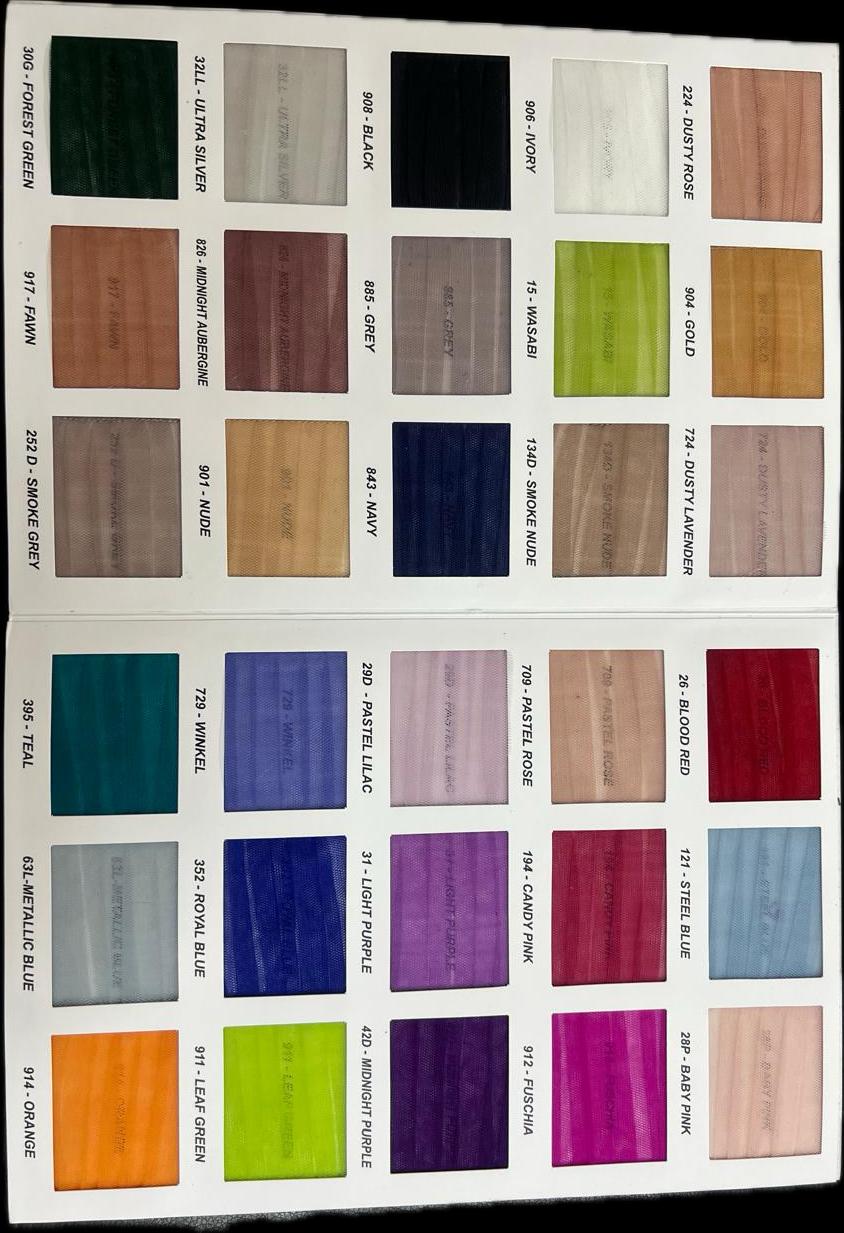 224 - DUSTY ROSE
904 - GOLD
724 - DUSTY LAVENDER
906 - IVORY
15 - WASABI
134D - SMOKE NUDE
908 - BLACK
885 - GREY
843 - NAVY
32LL - ULTRA SILVER
826 - MIDNIGHT AUBERGINE
901 - NUDE
30G - FOREST GREEN
917 - FAWN
252 D - SMOKE GREY
26 - BLOOD RED
121 - STEEL BLUE
28P - BABY PINK
709 - PASTEL ROSE
194 - CANDY PINK
912 - FUSCHIA
29D - PASTEL LILAC
31 - LIGHT PURPLE
42D - MIDNIGHT PURPLE
729 - WINKEL
352 - ROYAL BLUE
911 - LEAF GREEN
395 - TEAL
63L-METALLIC BLUE
914 - ORANGE